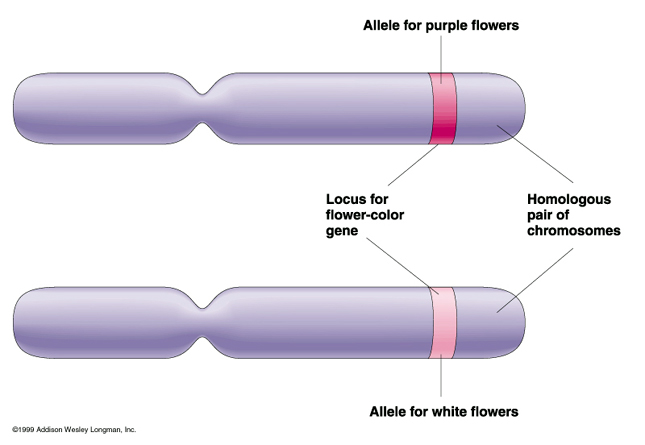 Allele for purple flowers
Locus for
flower-color
gene
Homologous
pair of
chromosomes
Allele for white flowers
©1999 Addison Wesley Longman, Inc.